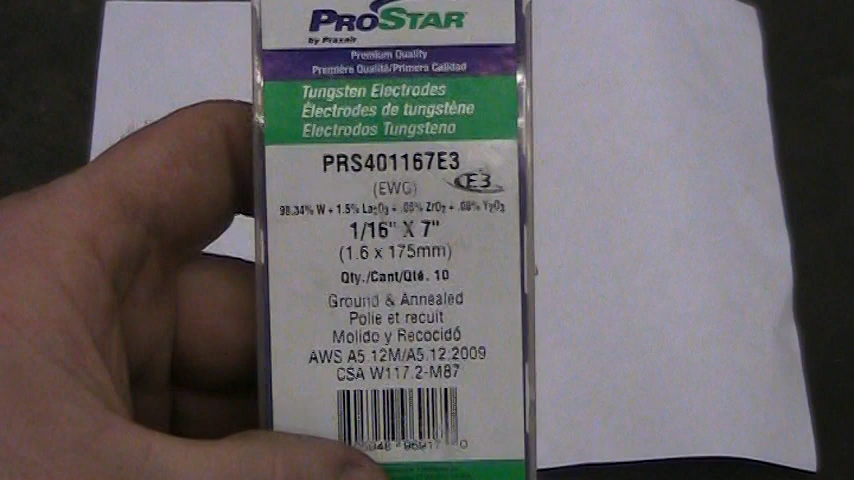 PROSTAR
by Praxair
Premium Quality
Première Qualité/Primera Calidad
Tungsten Electrodes
Électrodes de tungstène
Electrodos Tungsteno
PRS401167E3
(EWG) E3
98.34% W + 1.5% La₂O₃ + .08% ZrO₂ + .08% Y₂O₃
1/16" X 7"
(1.6 x 175mm)
Qty./Cant/Qté. 10
Ground & Annealed
Polie et recuit
Molido y Recocidó
AWS A5.12M/A5.12:2009
CSA W117.2-M87
0